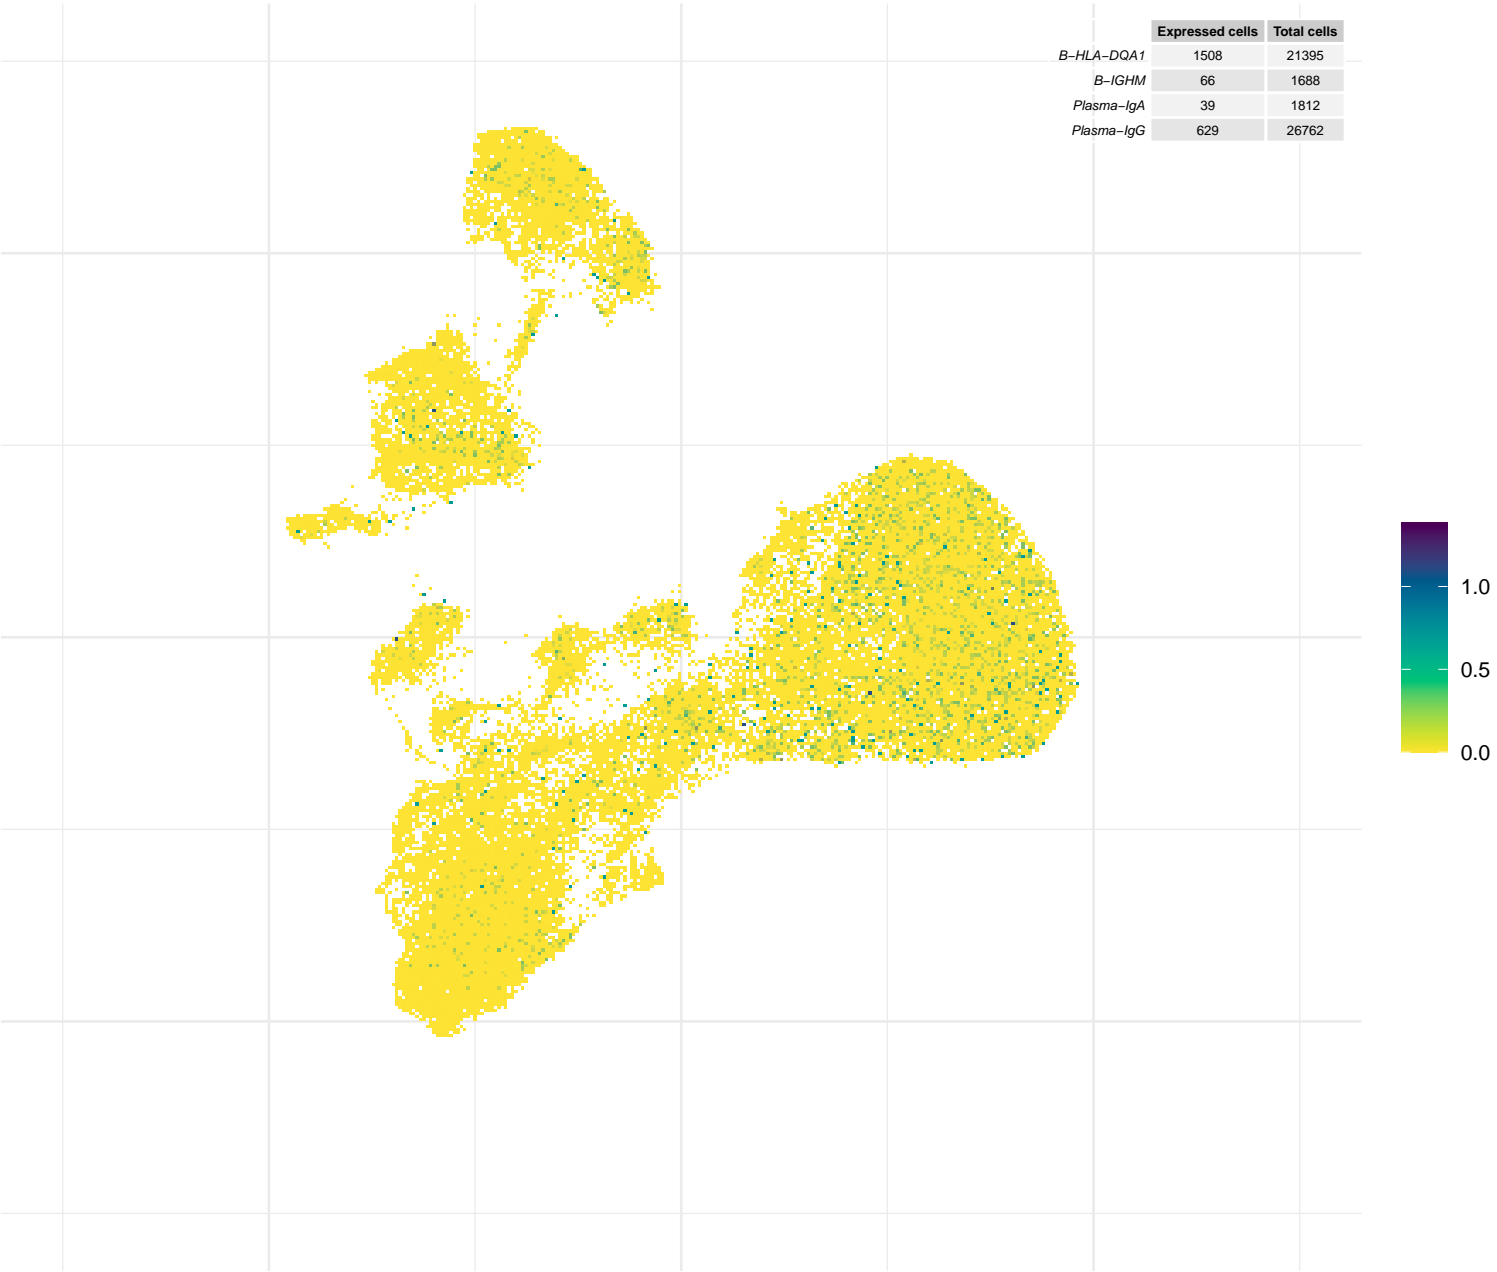 Expressed cells Total cells
B−HLA−DQA1 1508 21395
B−IGHM 66 1688
Plasma−IgA 39 1812
Plasma−IgG 629 26762
1.0
0.5
0.0